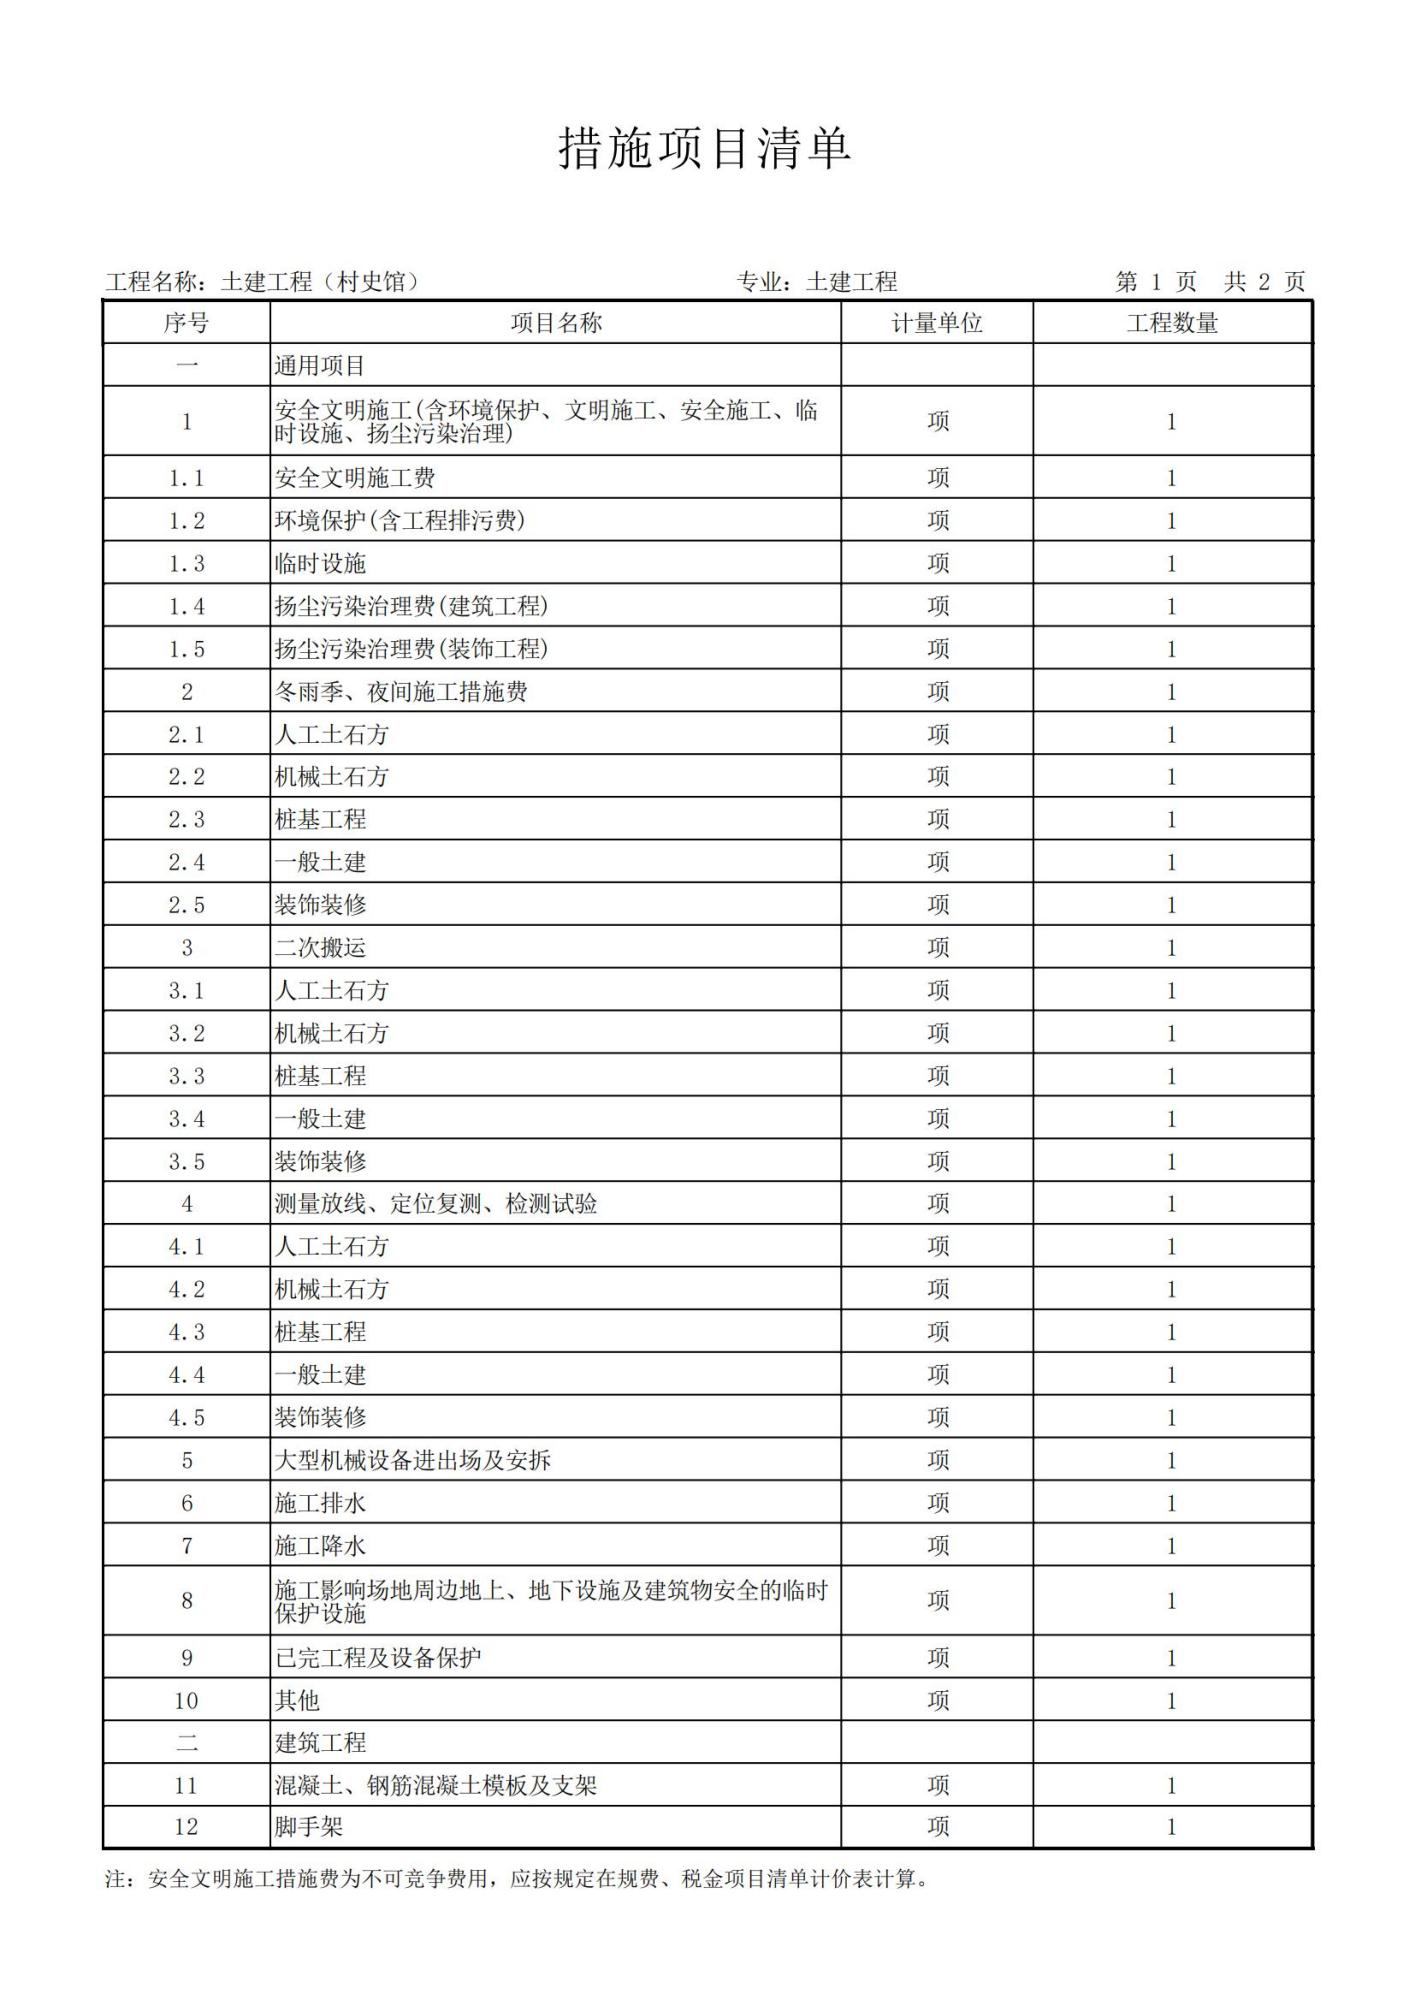 措施项目清单
工程名称：土建工程（村史馆） 专业：土建工程 第 1 页 共 2 页
序号 项目名称 计量单位 工程数量
一 通用项目
1 安全文明施工(含环境保护、文明施工、安全施工、临
时设施、扬尘污染治理) 项 1
1.1 安全文明施工费 项 1
1.2 环境保护(含工程排污费) 项 1
1.3 临时设施 项 1
1.4 扬尘污染治理费(建筑工程) 项 1
1.5 扬尘污染治理费(装饰工程) 项 1
2 冬雨季、夜间施工措施费 项 1
2.1 人工土石方 项 1
2.2 机械土石方 项 1
2.3 桩基工程 项 1
2.4 一般土建 项 1
2.5 装饰装修 项 1
3 二次搬运 项 1
3.1 人工土石方 项 1
3.2 机械土石方 项 1
3.3 桩基工程 项 1
3.4 一般土建 项 1
3.5 装饰装修 项 1
4 测量放线、定位复测、检测试验 项 1
4.1 人工土石方 项 1
4.2 机械土石方 项 1
4.3 桩基工程 项 1
4.4 一般土建 项 1
4.5 装饰装修 项 1
5 大型机械设备进出场及安拆 项 1
6 施工排水 项 1
7 施工降水 项 1
8 施工影响场地周边地上、地下设施及建筑物安全的临时
保护设施 项 1
9 已完工程及设备保护 项 1
10 其他 项 1
二 建筑工程
11 混凝土、钢筋混凝土模板及支架 项 1
12 脚手架 项 1
注：安全文明施工措施费为不可竞争费用，应按规定在规费、税金项目清单计价表计算。